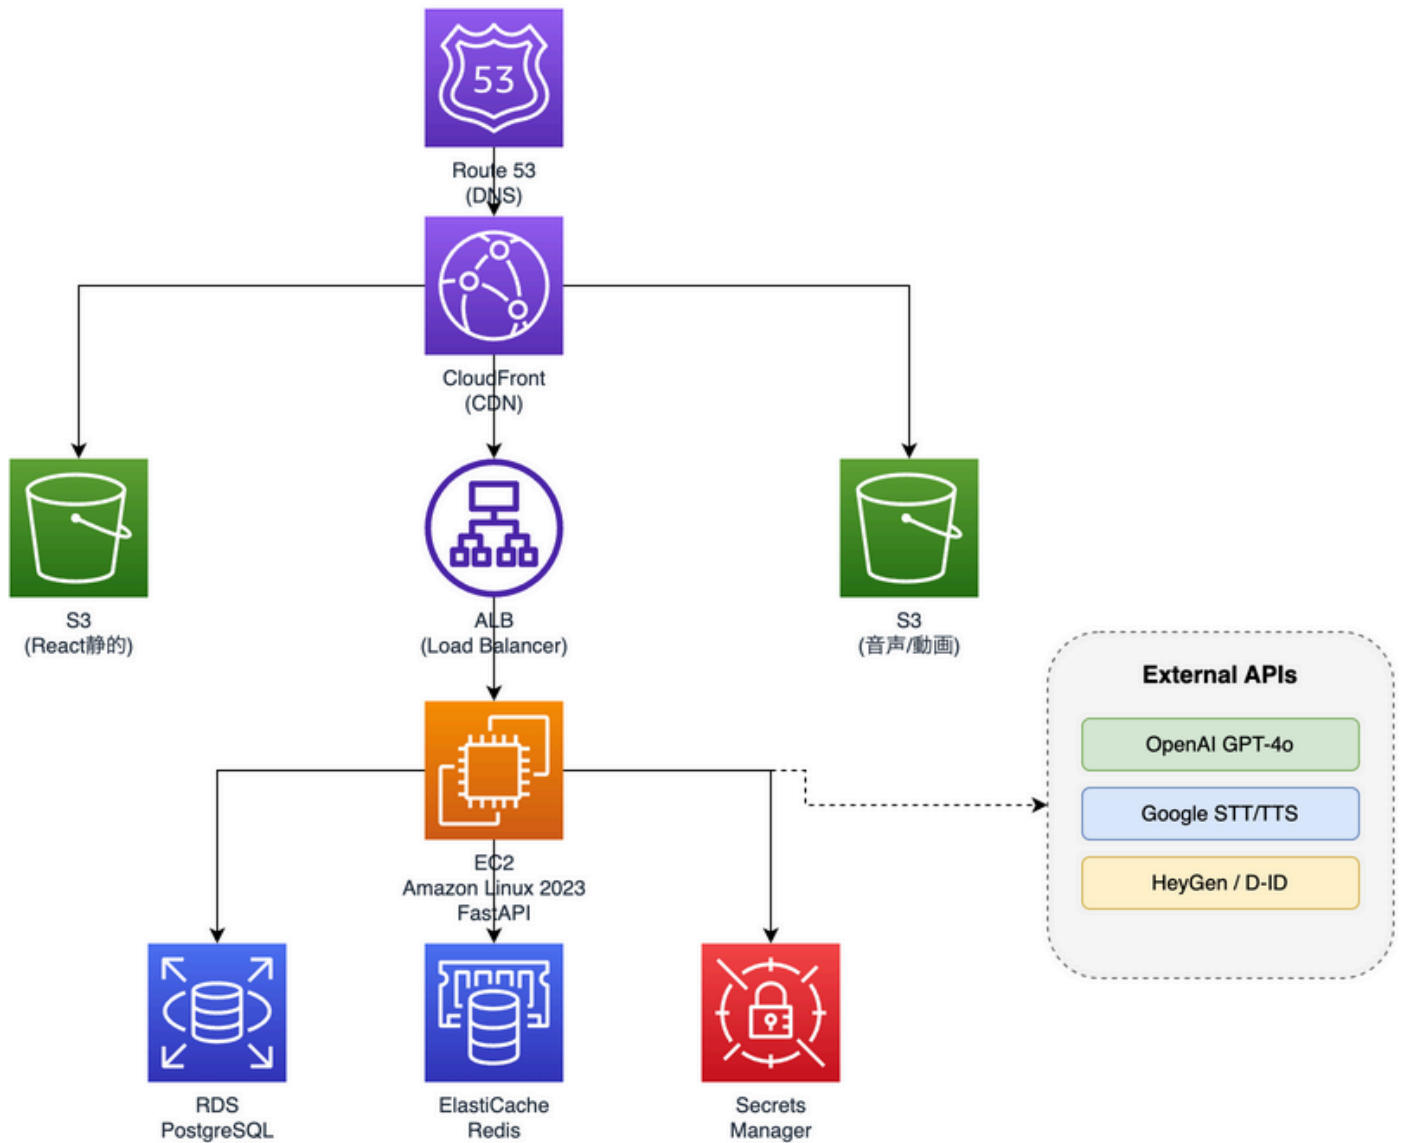 53
Route 53
(DNS)
CloudFront
(CDN)
S3
(React静的)
ALB
(Load Balancer)
S3
(音声/動画)
External APIs
OpenAI GPT-4o
Google STT/TTS
HeyGen / D-ID
EC2
Amazon Linux 2023
FastAPI
RDS
PostgreSQL
ElastiCache
Redis
Secrets
Manager